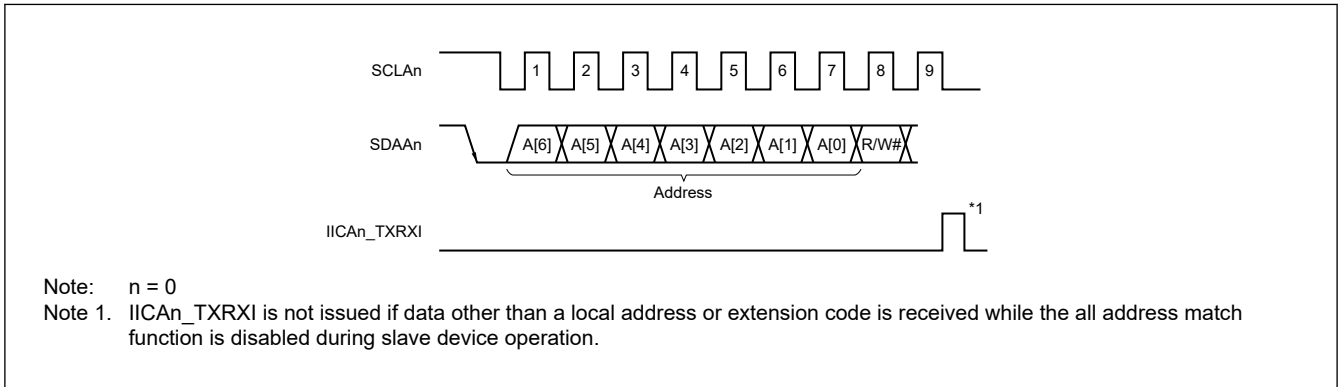 SCLAn 1 2 3 4 5 6 7 8 9
SDAAn A[6] A[5] A[4] A[3] A[2] A[1] A[0] R/W#
Address
IICAn_TXRXI *1
Note: n = 0
Note 1. IICAn_TXRXI is not issued if data other than a local address or extension code is received while the all address match
function is disabled during slave device operation.